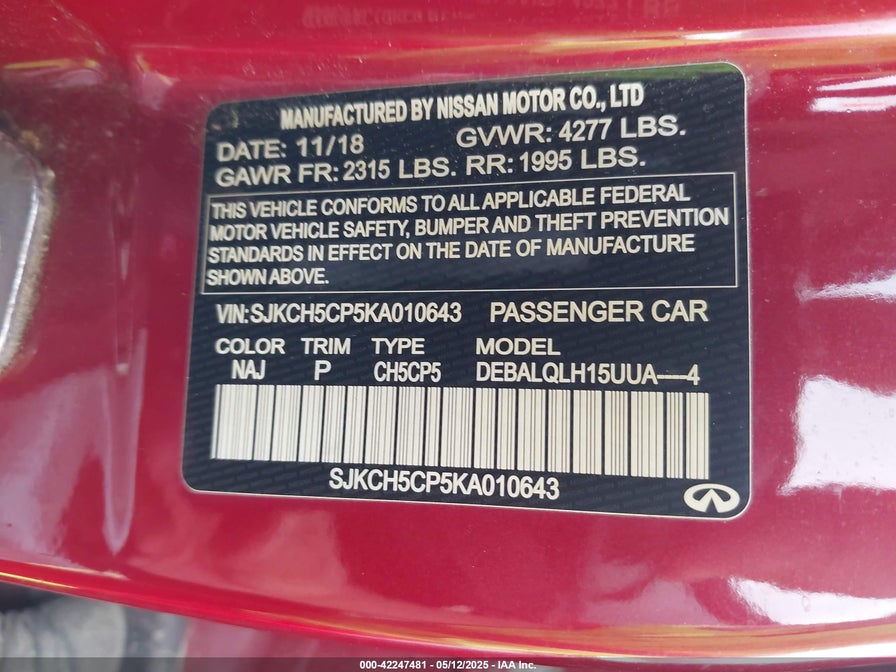 MANUFACTURED BY NISSAN MOTOR CO., LTD
DATE: 11/18 GVWR: 4277 LBS.
GAWR FR: 2315 LBS. RR: 1995 LBS.
THIS VEHICLE CONFORMS TO ALL APPLICABLE FEDERAL
MOTOR VEHICLE SAFETY, BUMPER AND THEFT PREVENTION
STANDARDS IN EFFECT ON THE DATE OF MANUFACTURE
SHOWN ABOVE.
VIN: SJKCH5CP5KA010643 PASSENGER CAR
COLOR TRIM TYPE MODEL
NAJ P CH5CP5 DEBALQLH15UUA----4
SJKCH5CP5KA010643
000-42247481 - 05/12/2025 - IAA Inc.